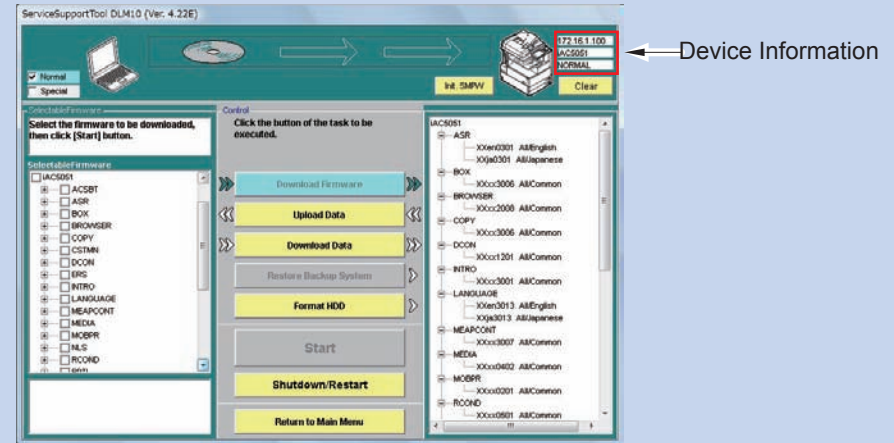 ServiceSupportTool DLM10 (Ver. 4.22E)
172.16.1.100
iAC5051
NORMAL
Device Information
Normal
Special
Init. SMPW
Clear
SelectableFirmware
Select the firmware to be downloaded,
then click [Start] button.
SelectableFirmware
iAC5051
ACSBT
ASR
BOX
BROWSER
COPY
CSTMN
DCON
ERS
INTRO
LANGUAGE
MEAPCONT
MEDIA
MOBPR
NLS
RCOND
Control
Click the button of the task to be
executed.
Download Firmware
Upload Data
Download Data
Restore Backup System
Format HDD
Start
Shutdown/Restart
Return to Main Menu
iAC5051
ASR
XXen0301 All/English
XXja0301 All/Japanese
BOX
XXxx3006 All/Common
BROWSER
XXxx2008 All/Common
COPY
XXxx3006 All/Common
DCON
XXxx1201 All/Common
INTRO
XXxx3001 All/Common
LANGUAGE
XXen3013 All/English
XXja3013 All/Japanese
MEAPCONT
XXxx3007 All/Common
MEDIA
XXxx0402 All/Common
MOBPR
XXxx0201 All/Common
RCOND
XXxx0601 All/Common